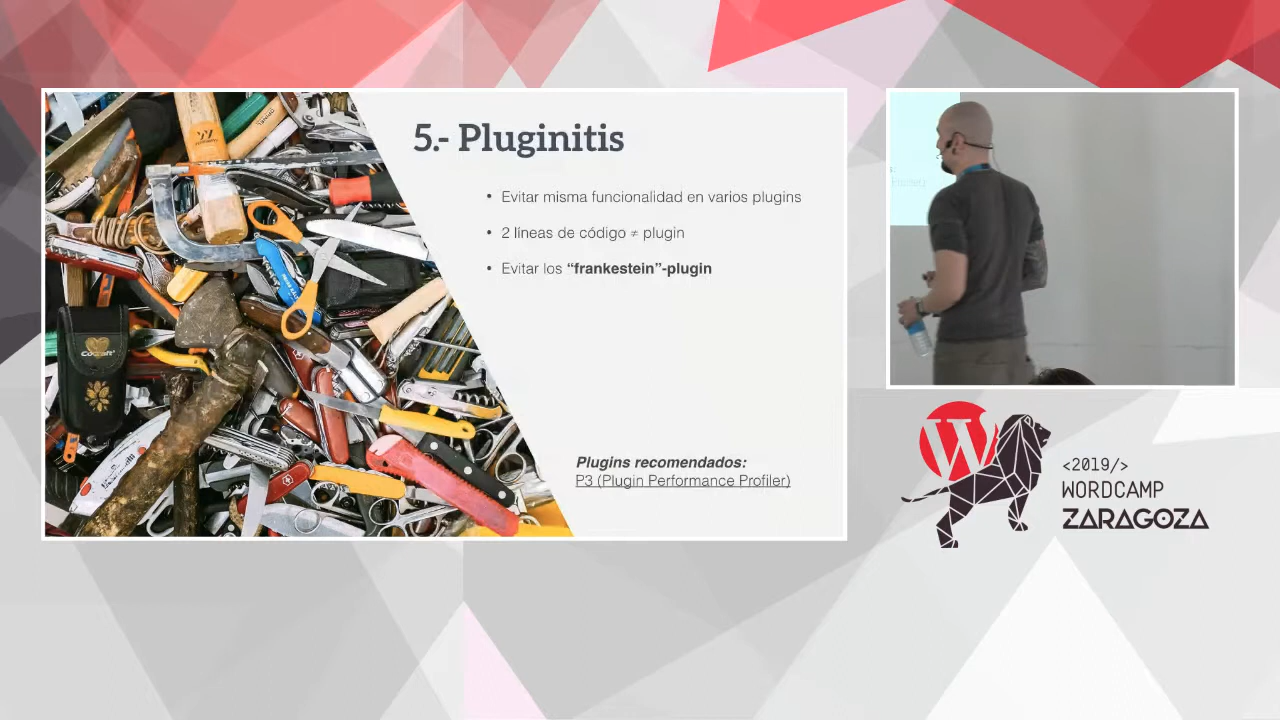 5.- Pluginitis
• Evitar misma funcionalidad en varios plugins
• 2 líneas de código ≠ plugin
• Evitar los “frankestein”-plugin
Plugins recomendados:
P3 (Plugin Performance Profiler)
<2019/>
WORDCAMP
ZARAGOZA